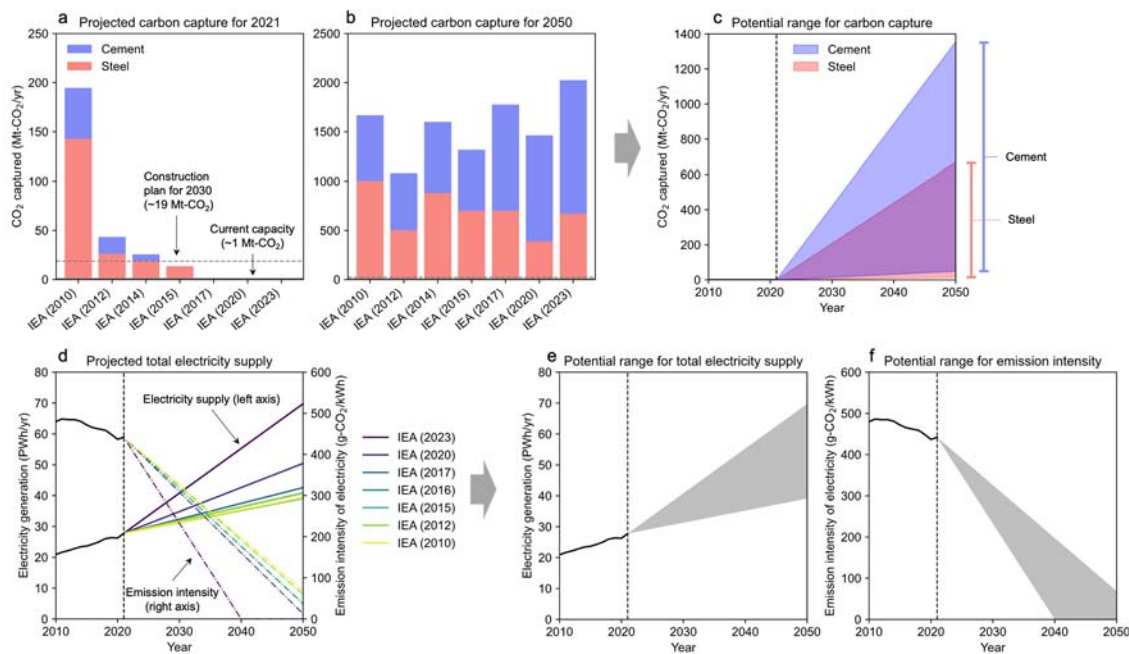 a Projected carbon capture for 2021
CO₂ captured (Mt-CO₂/yr)
250
200
150
100
50
0
Cement
Steel
Construction
plan for 2030
(~19 Mt-CO₂)
Current capacity
(~1 Mt-CO₂)
IEA (2010)
IEA (2012)
IEA (2014)
IEA (2015)
IEA (2017)
IEA (2020)
IEA (2023)
b Projected carbon capture for 2050
2500
2000
1500
1000
500
0
IEA (2010)
IEA (2012)
IEA (2014)
IEA (2015)
IEA (2017)
IEA (2020)
IEA (2023)
c Potential range for carbon capture
CO₂ captured (Mt-CO₂/yr)
1400
1200
1000
800
600
400
200
0
Cement
Steel
Cement
Steel
2010 2020 2030 2040 2050
Year
d Projected total electricity supply
Electricity generation (PWh/yr)
80
70
60
50
40
30
20
10
0
Electricity supply (left axis)
Emission intensity
(right axis)
600
500
400
300
200
100
0
Emission intensity of electricity (g-CO₂/kWh)
2010 2020 2030 2040 2050
Year
IEA (2023)
IEA (2020)
IEA (2017)
IEA (2016)
IEA (2015)
IEA (2012)
IEA (2010)
e Potential range for total electricity supply
Electricity generation (PWh/yr)
80
70
60
50
40
30
20
10
0
2010 2020 2030 2040 2050
Year
f Potential range for emission intensity
Emission intensity of electricity (g-CO₂/kWh)
600
500
400
300
200
100
0
2010 2020 2030 2040 2050
Year